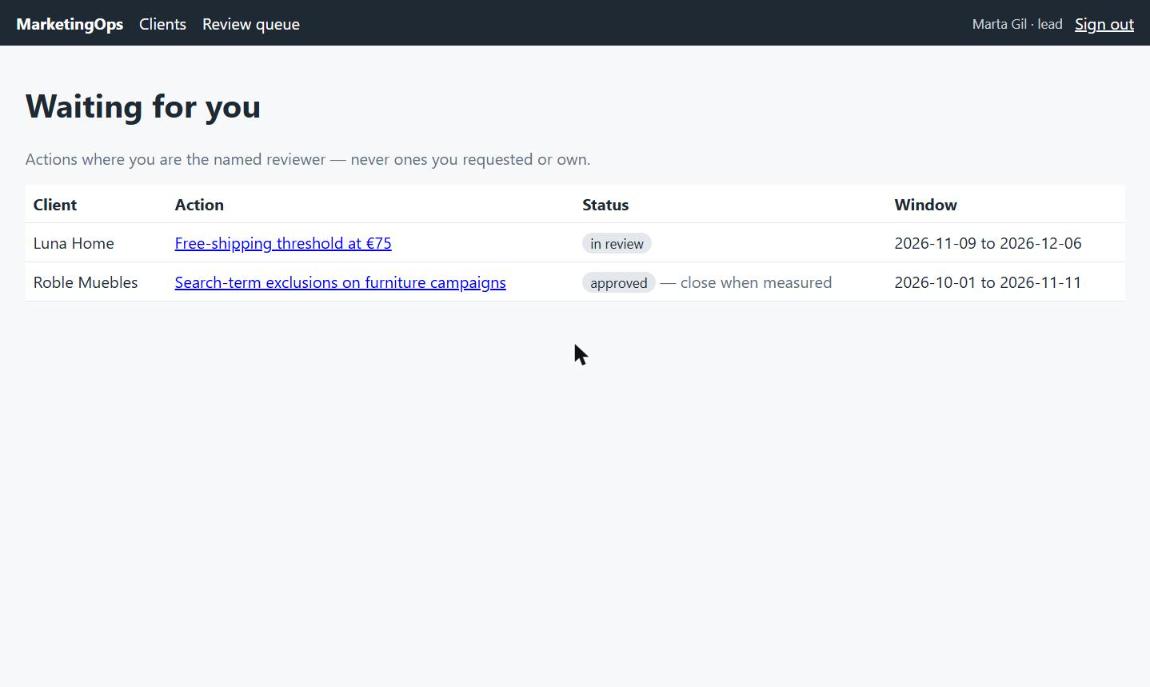 MarketingOps Clients Review queue Marta Gil · lead Sign out
Waiting for you
Actions where you are the named reviewer — never ones you requested or own.
Client Action Status Window
Luna Home Free-shipping threshold at €75 in review 2026-11-09 to 2026-12-06
Roble Muebles Search-term exclusions on furniture campaigns approved — close when measured 2026-10-01 to 2026-11-11